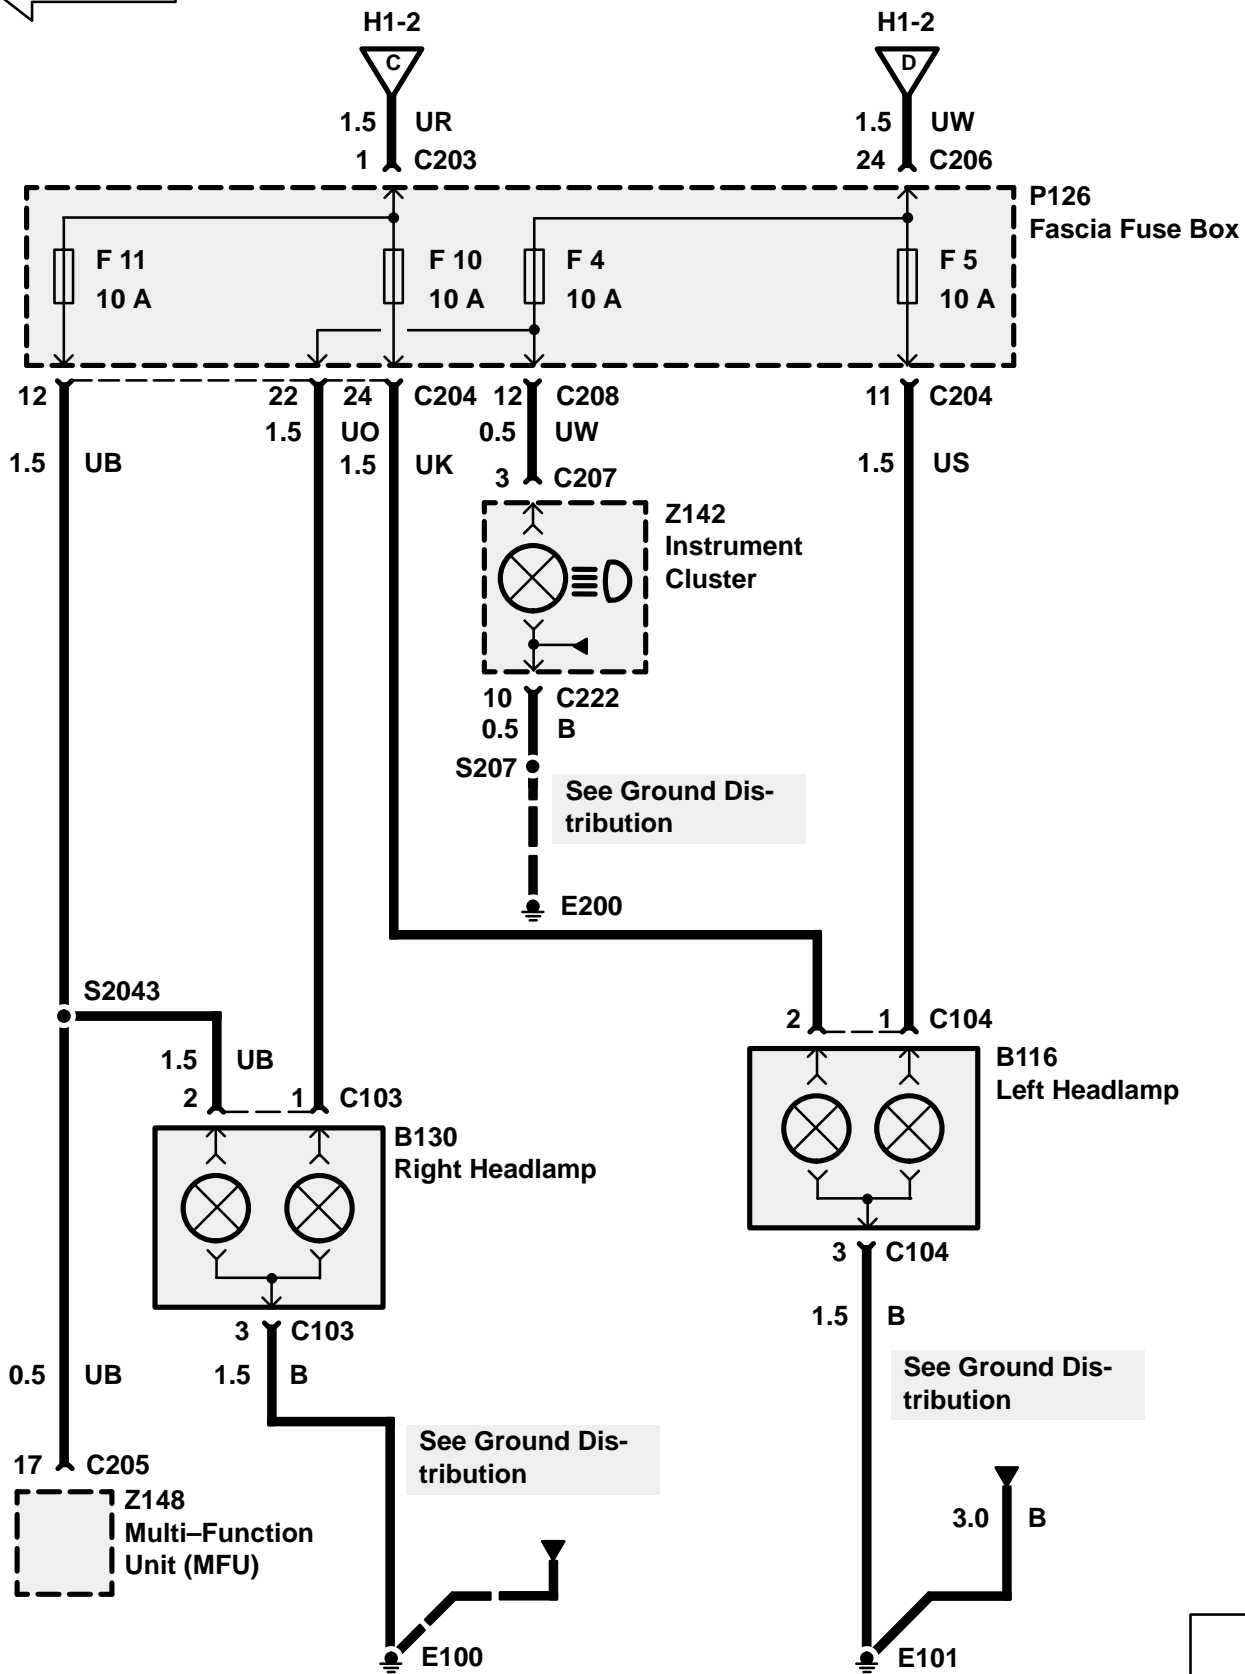 H1-2 H1-2
C D
1.5 UR 1.5 UW
1 C203 24 C206
P126
Fascia Fuse Box
F 11 F 10 F 4 F 5
10 A 10 A 10 A 10 A
12 22 24 C204 12 C208 11 C204
1.5 UO 0.5 UW
1.5 UB 1.5 UK 1.5 US
3 C207
Z142
Instrument
Cluster
10 C222
0.5 B
S207
See Ground Dis-
tribution
E200
S2043
2 1 C104
1.5 UB
B116
Left Headlamp
2 1 C103
B130
Right Headlamp
3 C104
1.5 B
3 C103
0.5 UB 1.5 B
See Ground Dis-
tribution
See Ground Dis-
tribution
17 C205
Z148
Multi–Function
Unit (MFU)
3.0 B
E100 E101